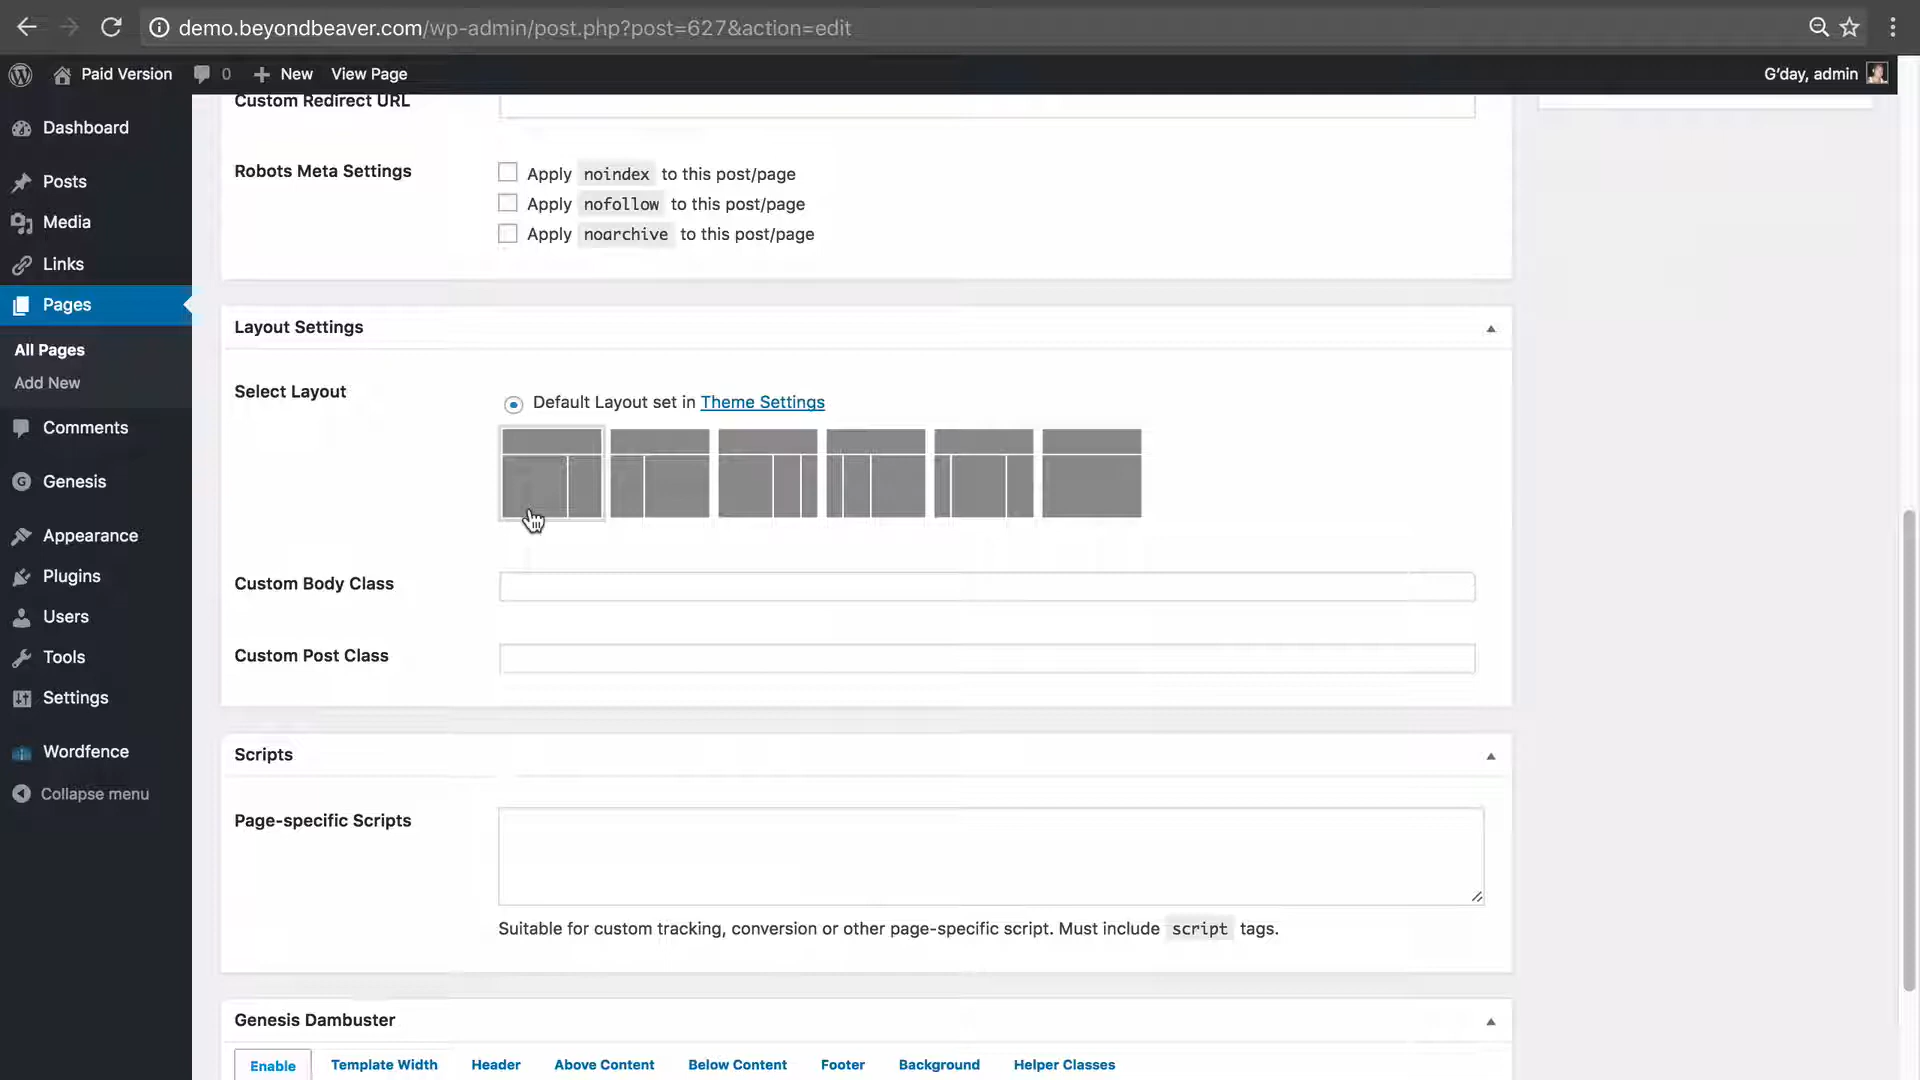 demo.beyondbeaver.com/wp-admin/post.php?post=627&action=edit
Paid Version
0
New
View Page
G'day, admin
Dashboard
Posts
Media
Links
Pages
All Pages
Add New
Comments
Genesis
Appearance
Plugins
Users
Tools
Settings
Wordfence
Collapse menu
Custom Redirect URL
Robots Meta Settings
Apply noindex to this post/page
Apply nofollow to this post/page
Apply noarchive to this post/page
Layout Settings
Select Layout
Default Layout set in Theme Settings
Custom Body Class
Custom Post Class
Scripts
Page-specific Scripts
Suitable for custom tracking, conversion or other page-specific script. Must include script tags.
Genesis Dambuster
Enable
Template Width
Header
Above Content
Below Content
Footer
Background
Helper Classes